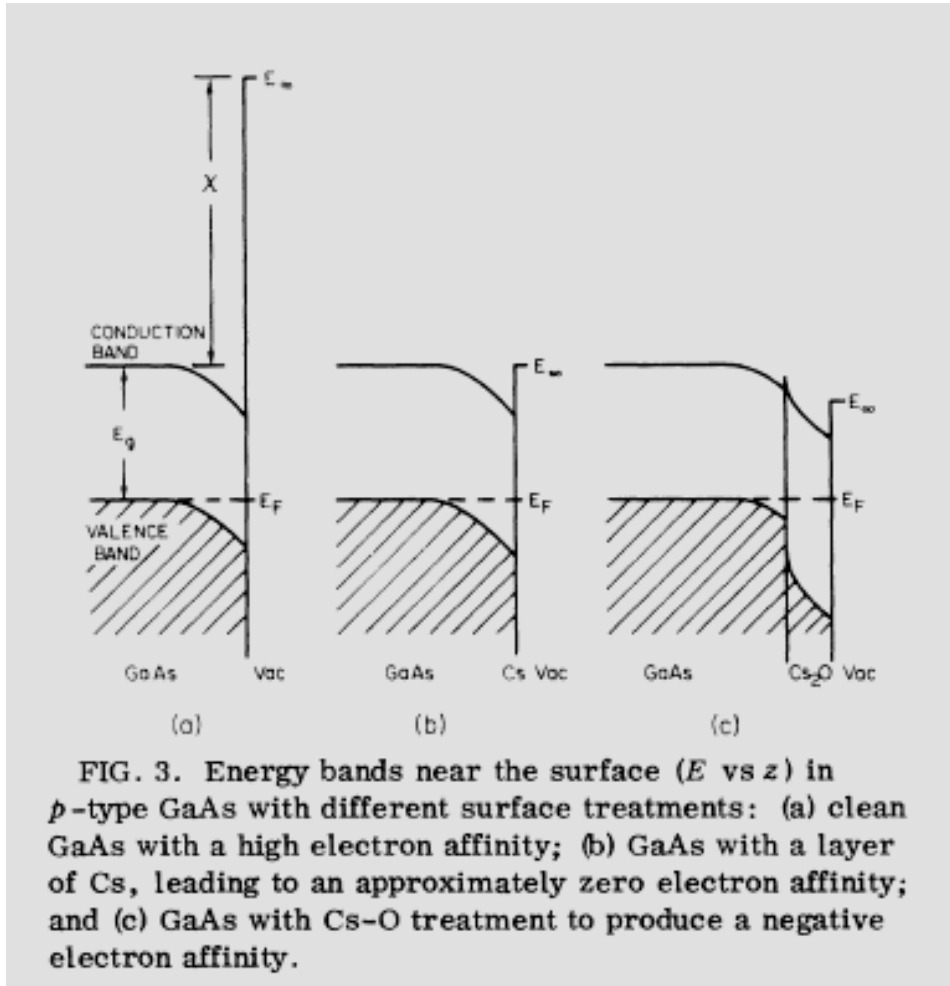 E∞
χ
CONDUCTION
BAND
E∞
E∞
Eg
EF
EF
EF
VALENCE
BAND
GaAs Vac GaAs Cs Vac GaAs Cs₂O Vac
(a) (b) (c)
FIG. 3. Energy bands near the surface (E vs z) in
p-type GaAs with different surface treatments: (a) clean
GaAs with a high electron affinity; (b) GaAs with a layer
of Cs, leading to an approximately zero electron affinity;
and (c) GaAs with Cs-O treatment to produce a negative
electron affinity.